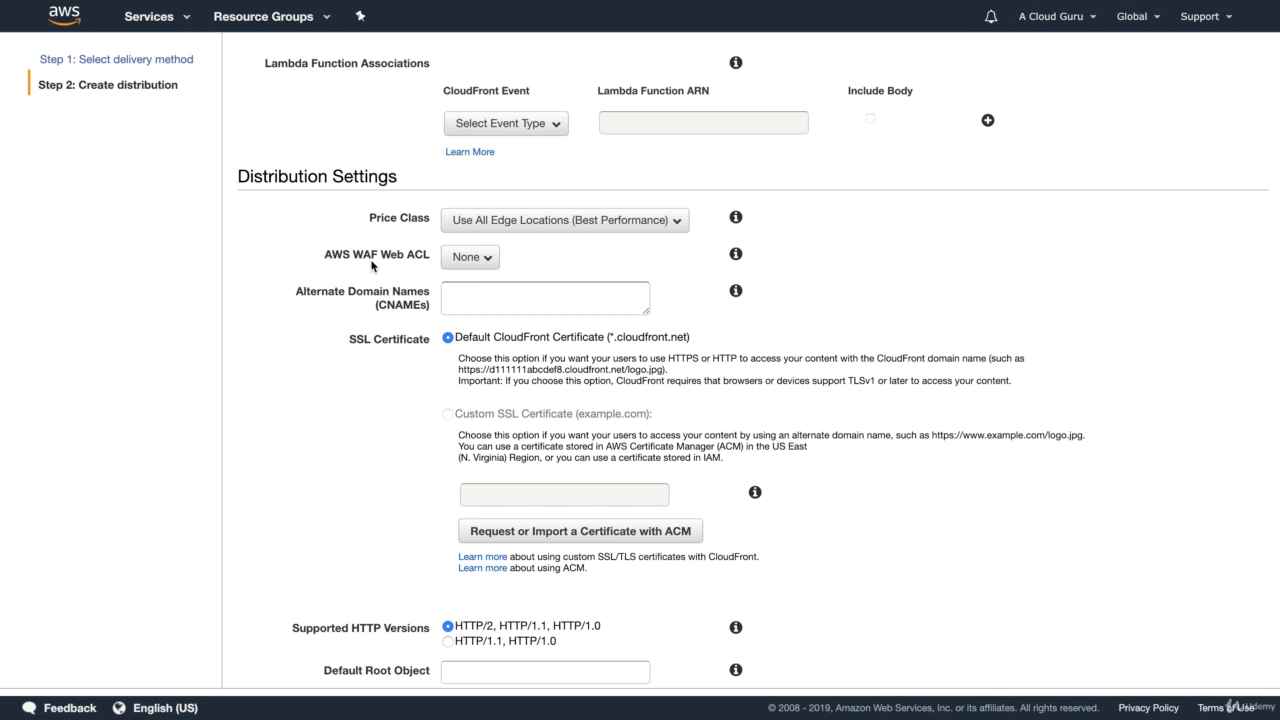 aws
Services
Resource Groups
A Cloud Guru
Global
Support
Step 1: Select delivery method
Step 2: Create distribution
Lambda Function Associations
CloudFront Event
Lambda Function ARN
Include Body
Select Event Type
Learn More
Distribution Settings
Price Class
Use All Edge Locations (Best Performance)
AWS WAF Web ACL
None
Alternate Domain Names
(CNAMEs)
SSL Certificate
Default CloudFront Certificate (*.cloudfront.net)
Choose this option if you want your users to use HTTPS or HTTP to access your content with the CloudFront domain name (such as
https://d111111abcdef8.cloudfront.net/logo.jpg).
Important: If you choose this option, CloudFront requires that browsers or devices support TLSv1 or later to access your content.
Custom SSL Certificate (example.com):
Choose this option if you want your users to access your content by using an alternate domain name, such as https://www.example.com/logo.jpg.
You can use a certificate stored in AWS Certificate Manager (ACM) in the US East
(N. Virginia) Region, or you can use a certificate stored in IAM.
Request or Import a Certificate with ACM
Learn more about using custom SSL/TLS certificates with CloudFront.
Learn more about using ACM.
Supported HTTP Versions
HTTP/2, HTTP/1.1, HTTP/1.0
HTTP/1.1, HTTP/1.0
Default Root Object
Feedback
English (US)
© 2008 - 2019, Amazon Web Services, Inc. or its affiliates. All rights reserved.
Privacy Policy
Terms of Use
Udemy